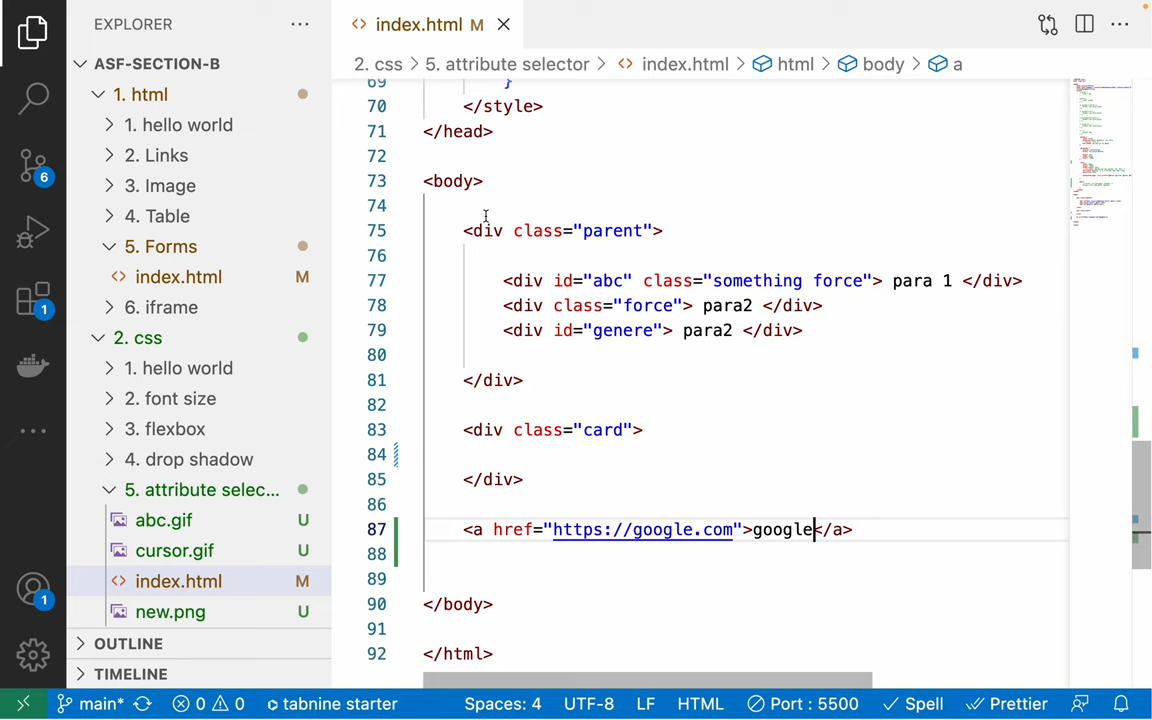 EXPLORER
index.html M
ASF-SECTION-B
2. css > 5. attribute selector > index.html > html > body > a
1. html
1. hello world
2. Links
3. Image
4. Table
5. Forms
index.html M
6. iframe
2. css
1. hello world
2. font size
3. flexbox
4. drop shadow
5. attribute selec...
abc.gif U
cursor.gif U
index.html M
new.png U
OUTLINE
TIMELINE
6
1
1
69 }
70 </style>
71 </head>
72
73 <body>
74
75 <div class="parent">
76
77 <div id="abc" class="something force"> para 1 </div>
78 <div class="force"> para2 </div>
79 <div id="genere"> para2 </div>
80
81 </div>
82
83 <div class="card">
84
85 </div>
86
87 <a href="https://google.com">google</a>
88
89
90 </body>
91
92 </html>
main* 0 0 tabnine starter Spaces: 4 UTF-8 LF HTML Port : 5500 Spell Prettier